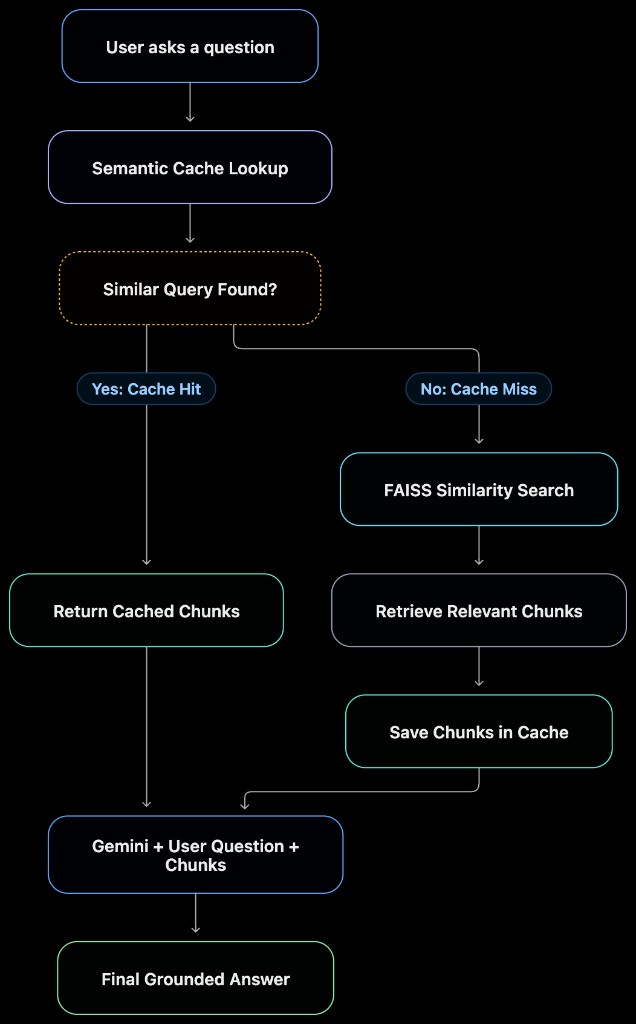 User asks a question
Semantic Cache Lookup
Similar Query Found?
Yes: Cache Hit
No: Cache Miss
FAISS Similarity Search
Return Cached Chunks
Retrieve Relevant Chunks
Save Chunks in Cache
Gemini + User Question +
Chunks
Final Grounded Answer